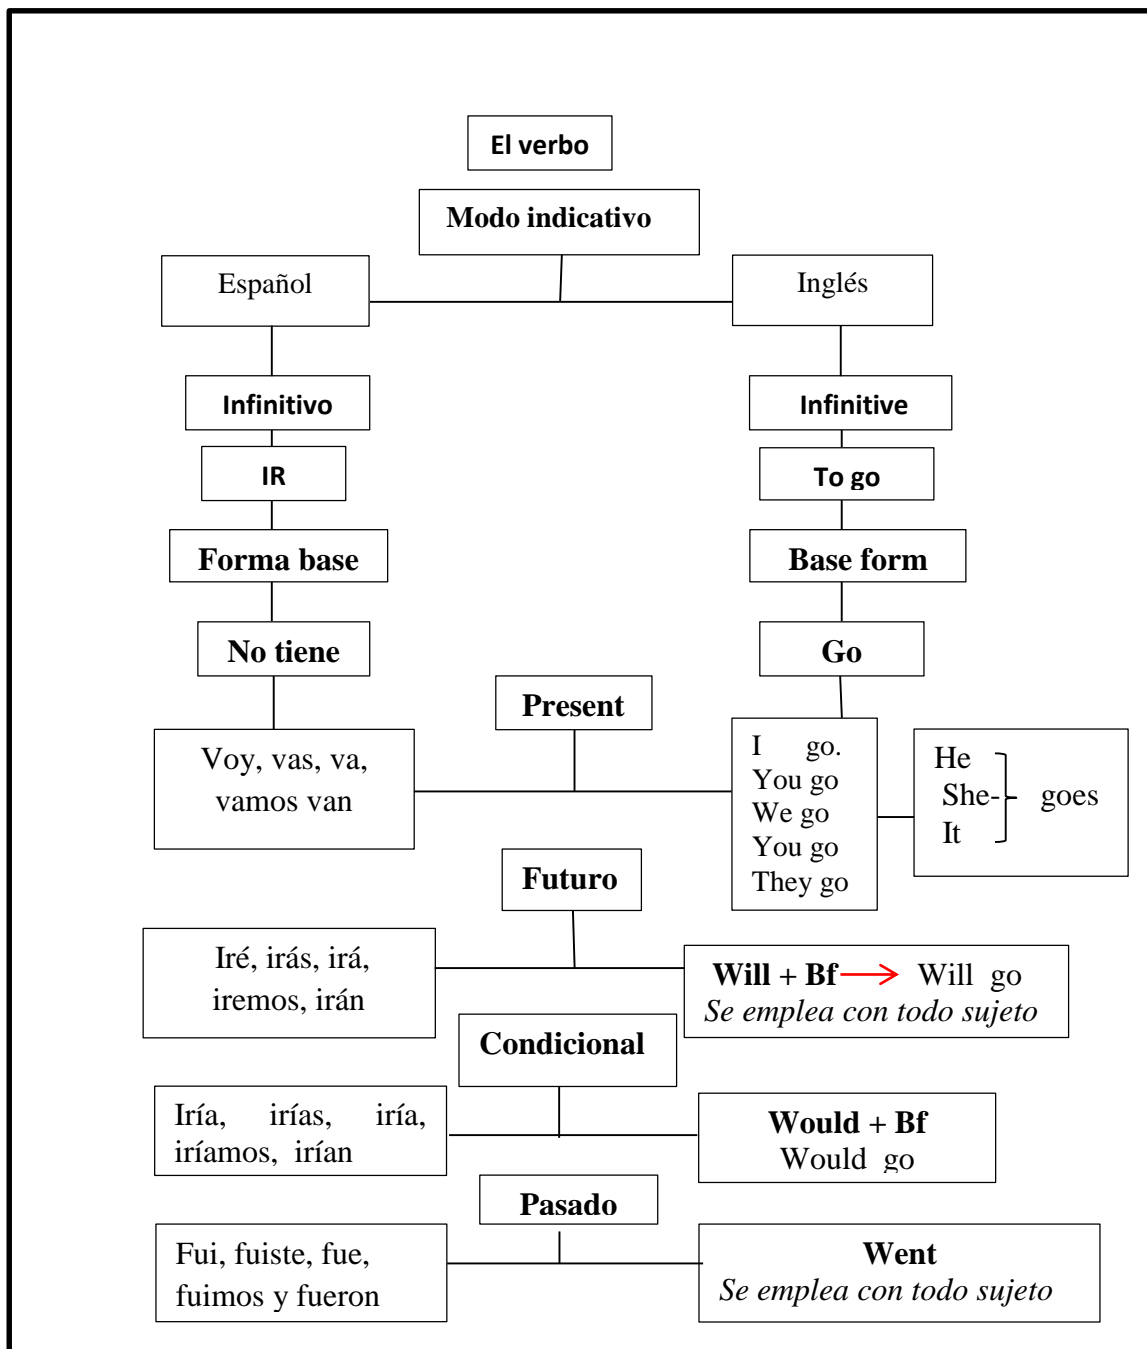 El verbo
Modo indicativo
Español
Inglés
Infinitivo
Infinitive
IR
To go
Forma base
Base form
No tiene
Go
Present
Voy, vas, va,
vamos van
I go.
You go
We go
You go
They go
He
She- goes
It
Futuro
Iré, irás, irá,
iremos, irán
Will + Bf → Will go
Se emplea con todo sujeto
Condicional
Iría, irías, iría,
iríamos, irían
Would + Bf
Would go
Pasado
Fui, fuiste, fue,
fuimos y fueron
Went
Se emplea con todo sujeto